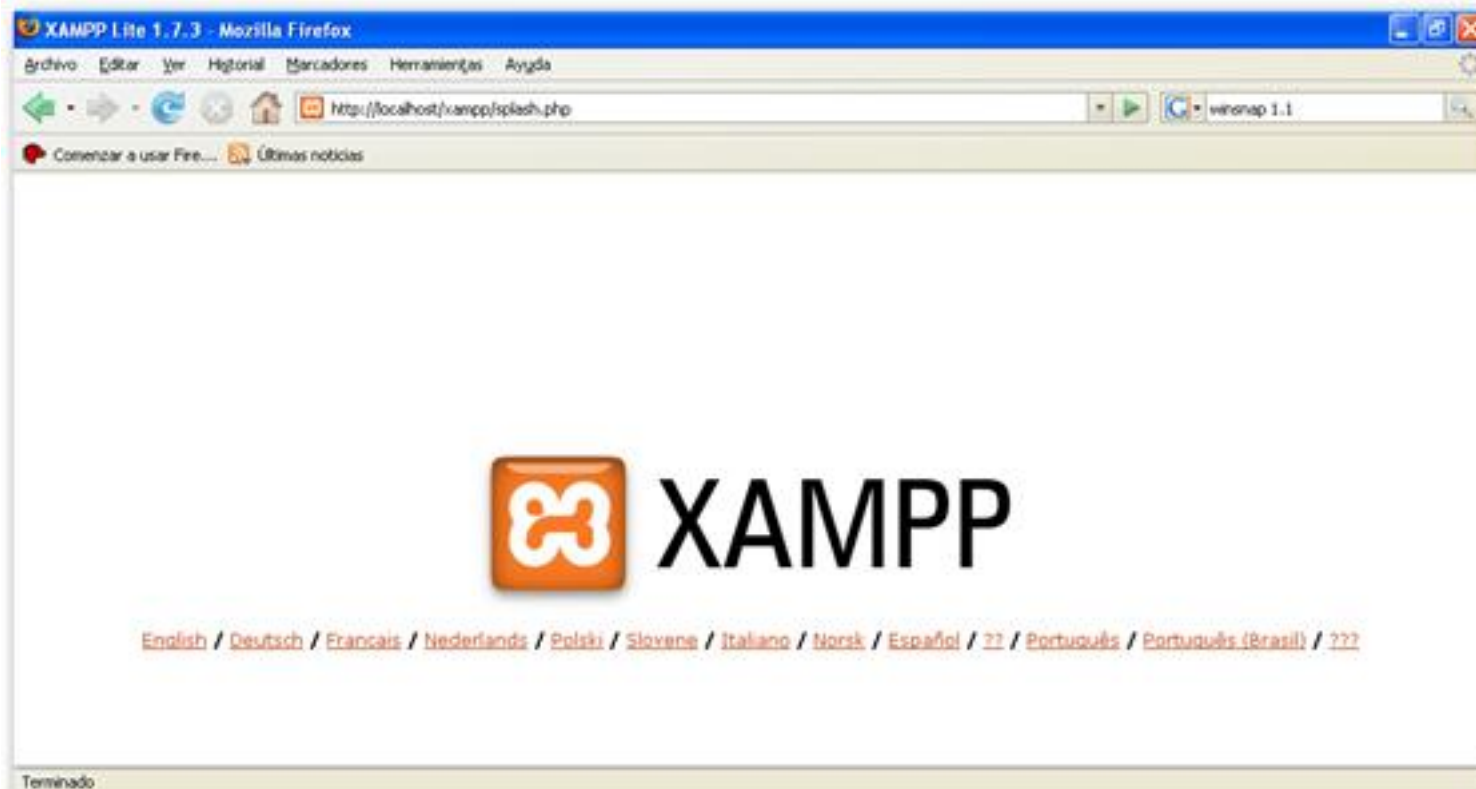 XAMPP Lite 1.7.3 - Mozilla Firefox
Archivo Editar Ver Historial Marcadores Herramientas Ayuda
http://localhost/xampp/splash.php winsnap 1.1
Comenzar a usar Fire.... Últimas noticias
XAMPP
English / Deutsch / Francais / Nederlands / Polski / Slovene / Italiano / Norsk / Español / ?? / Português / Português (Brasil) / ???
Terminado